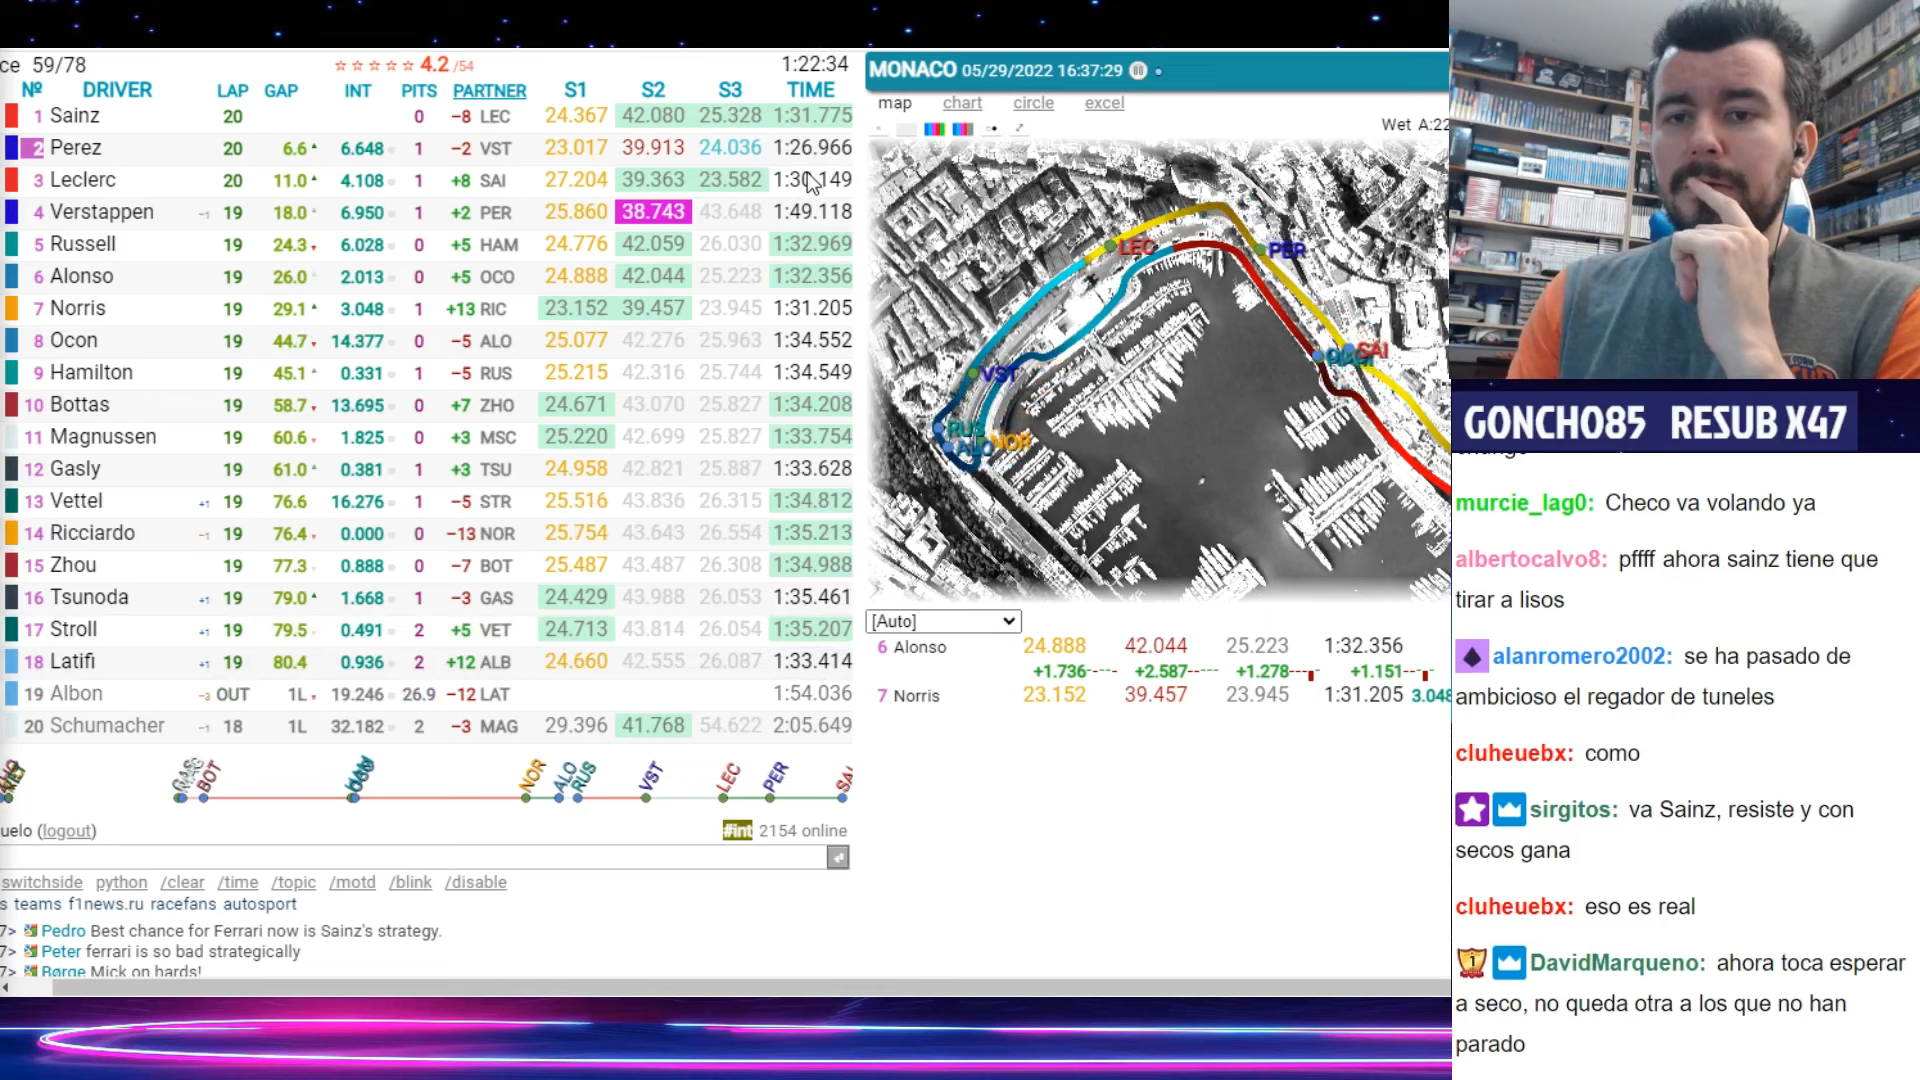 ce 59/78 ☆☆☆☆☆ 4.2 /54 1:22:34
Nº DRIVER LAP GAP INT PITS PARTNER S1 S2 S3 TIME
1 Sainz 20 0 −8 LEC 24.367 42.080 25.328 1:31.775
2 Perez 20 6.6 6.648 1 −2 VST 23.017 39.913 24.036 1:26.966
3 Leclerc 20 11.0 4.108 1 +8 SAI 27.204 39.363 23.582 149
4 Verstappen −1 19 18.0 6.950 1 +2 PER 25.860 38.743 43.648 1:49.118
5 Russell 19 24.3 6.028 0 +5 HAM 24.776 42.059 26.030 1:32.969
6 Alonso 19 26.0 2.013 0 +5 OCO 24.888 42.044 25.223 1:32.356
7 Norris 19 29.1 3.048 1 +13 RIC 23.152 39.457 23.945 1:31.205
8 Ocon 19 44.7 14.377 0 −5 ALO 25.077 42.276 25.963 1:34.552
9 Hamilton 19 45.1 0.331 1 −5 RUS 25.215 42.316 25.744 1:34.549
10 Bottas 19 58.7 13.695 0 +7 ZHO 24.671 43.070 25.827 1:34.208
11 Magnussen 19 60.6 1.825 0 +3 MSC 25.220 42.699 25.827 1:33.754
12 Gasly 19 61.0 0.381 1 +3 TSU 24.958 42.821 25.887 1:33.628
13 Vettel +1 19 76.6 16.276 1 −5 STR 25.516 43.836 26.315 1:34.812
14 Ricciardo −1 19 76.4 0.000 0 −13 NOR 25.754 43.643 26.554 1:35.213
15 Zhou 19 77.3 0.888 0 −7 BOT 25.487 43.487 26.308 1:34.988
16 Tsunoda +1 19 79.0 1.668 1 −3 GAS 24.429 43.988 26.053 1:35.461
17 Stroll +1 19 79.5 0.491 2 +5 VET 24.713 43.814 26.054 1:35.207
18 Latifi +1 19 80.4 0.936 2 +12 ALB 24.660 42.555 26.087 1:33.414
19 Albon −3 OUT 1L 19.246 26.9 −12 LAT 1:54.036
20 Schumacher −1 18 1L 32.182 2 −3 MAG 29.396 41.768 54.622 2:05.649
GAS BOT NOR ALO RUS VST LEC PER SAI
uelo (logout) #int 2154 online
switchside python /clear /time /topic /motd /blink /disable
s teams f1news.ru racefans autosport
7> Pedro Best chance for Ferrari now is Sainz's strategy.
7> Peter ferrari is so bad strategically
7> Børge Mick on hards!
MONACO 05/29/2022 16:37:29
map chart circle excel
Wet A:22
LEC
PER
SAI
VST
RUS
ALO
NOR
[Auto]
6 Alonso 24.888 42.044 25.223 1:32.356
+1.736 +2.587 +1.278 +1.151
7 Norris 23.152 39.457 23.945 1:31.205 3.048
GONCHO85 RESUB X47
murcie_lag0: Checo va volando ya
albertocalvo8: pffff ahora sainz tiene que
tirar a lisos
alanromero2002: se ha pasado de
ambicioso el regador de tuneles
cluheuebx: como
sirgitos: va Sainz, resiste y con
secos gana
cluheuebx: eso es real
DavidMarqueno: ahora toca esperar
a seco, no queda otra a los que no han
parado